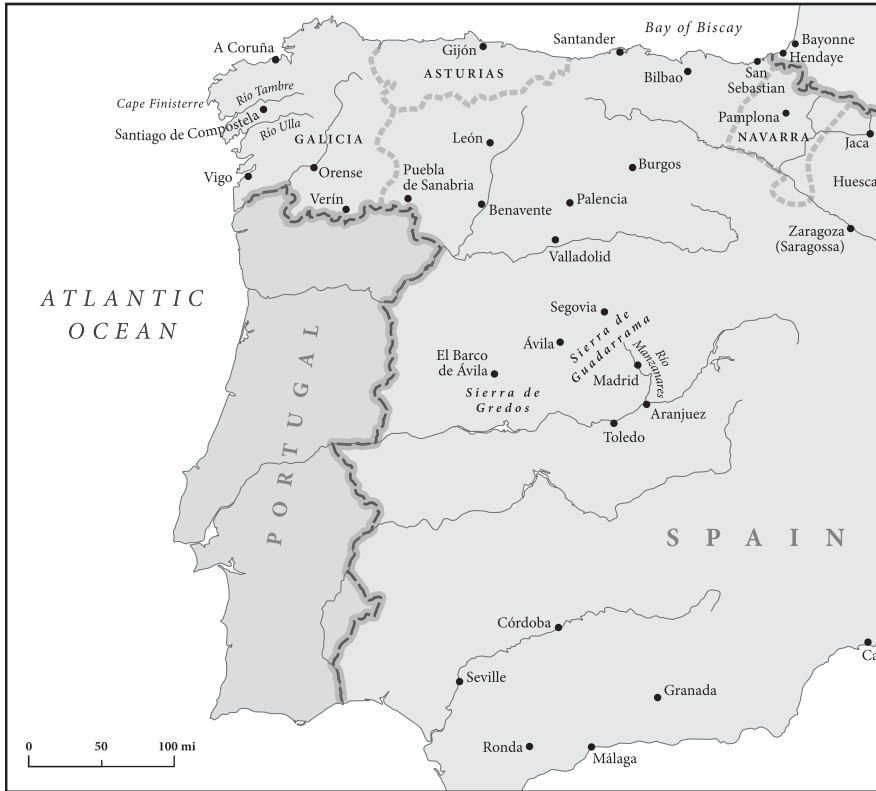 Bay of Biscay
A Coruña
Gijón
Santander
Bayonne
Hendaye
ASTURIAS
Bilbao
San
Sebastian
Cape Finisterre
Río Tambre
Santiago de Compostela
Río Ulla
GALICIA
León
Pamplona
NAVARRA
Jaca
Vigo
Orense
Puebla
de Sanabria
Burgos
Huesca
Verín
Benavente
Palencia
Zaragoza
(Saragossa)
Valladolid
ATLANTIC
OCEAN
Segovia
Sierra de
Guadarrama
Ávila
Río
Manzanares
El Barco
de Ávila
Madrid
Sierra de
Gredos
Aranjuez
Toledo
PORTUGAL
SPAIN
Córdoba
Ca
Seville
Granada
Ronda
Málaga
0 50 100 mi